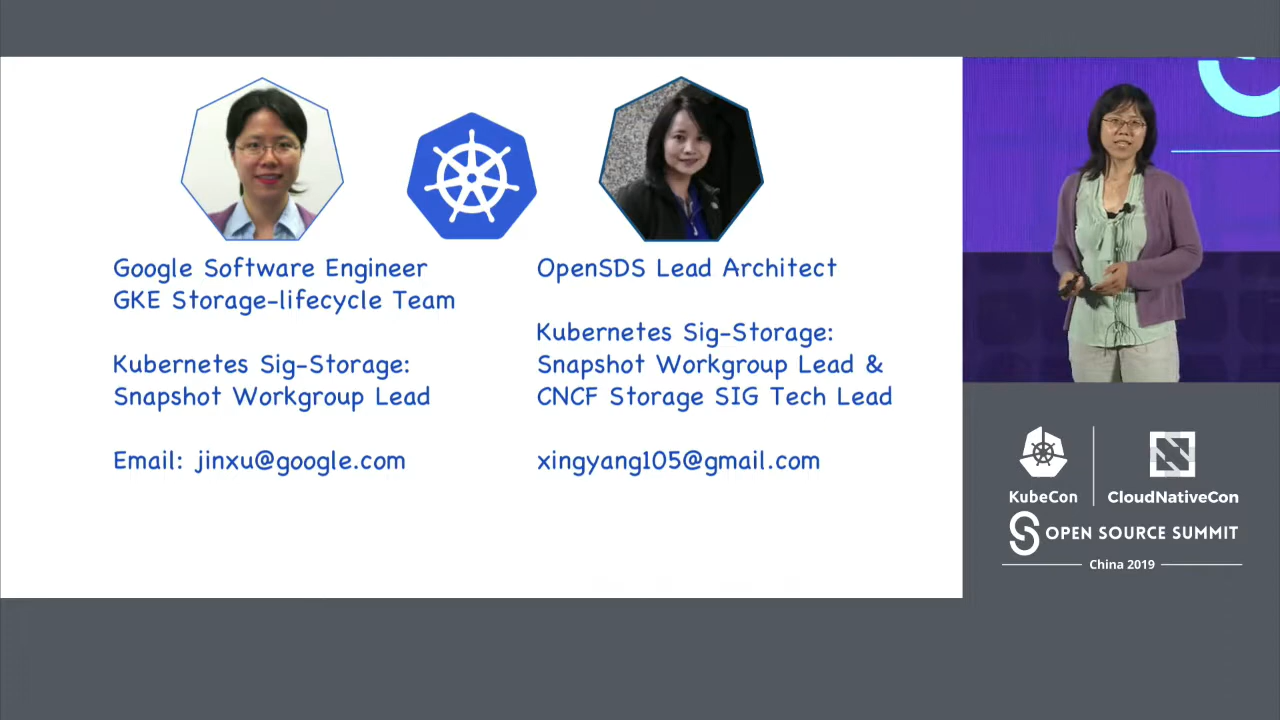 Google Software Engineer
GKE Storage-lifecycle Team
Kubernetes Sig-Storage:
Snapshot Workgroup Lead
Email: jinxu@google.com
OpenSDS Lead Architect
Kubernetes Sig-Storage:
Snapshot Workgroup Lead &
CNCF Storage SIG Tech Lead
xingyang105@gmail.com
KubeCon
CloudNativeCon
OPEN SOURCE SUMMIT
China 2019